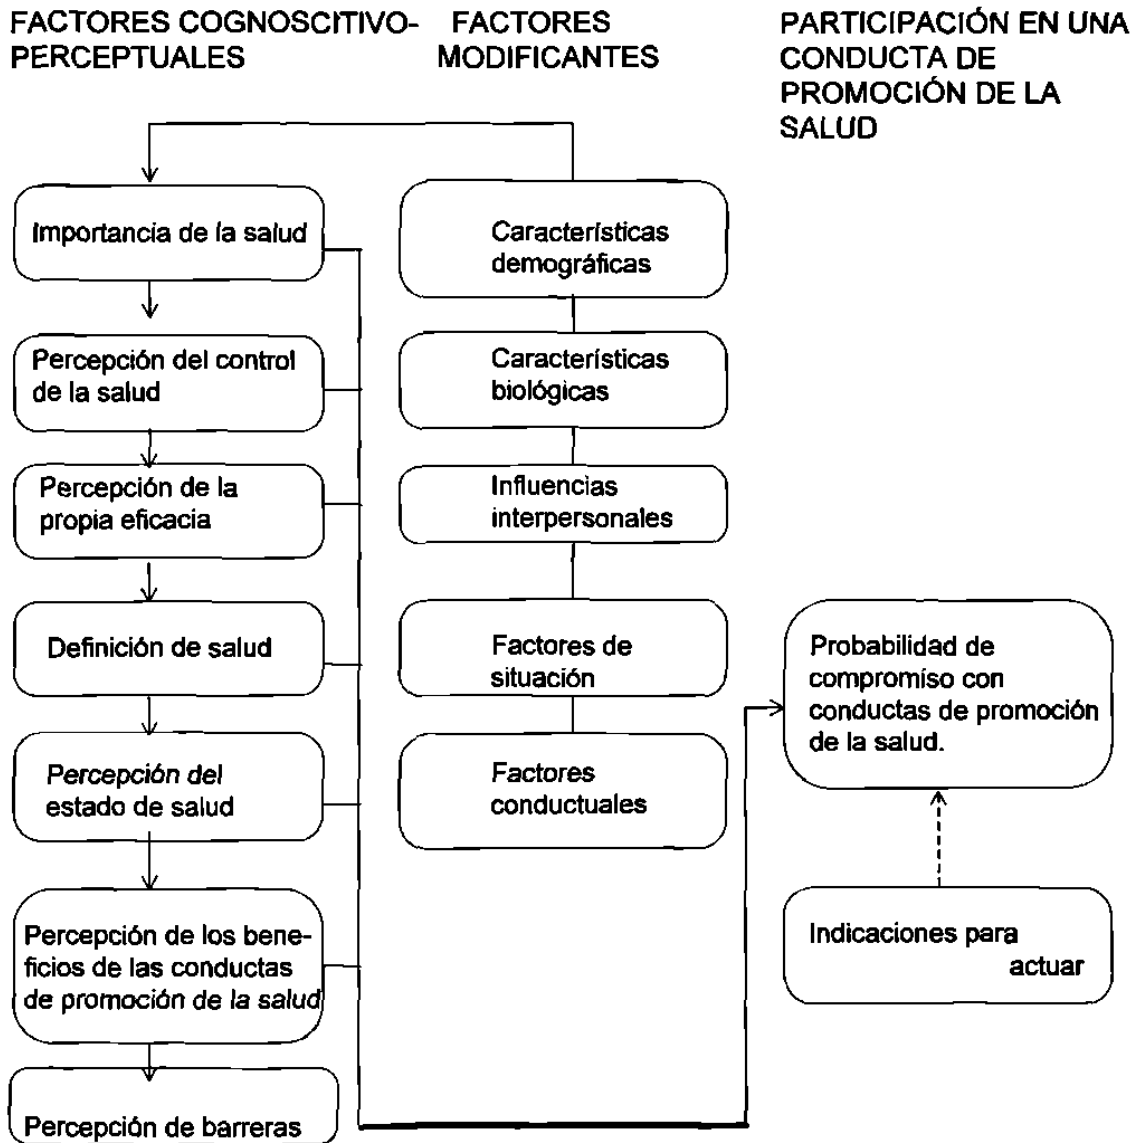 FACTORES COGNOSCITIVO-
PERCEPTUALES
FACTORES
MODIFICANTES
PARTICIPACIÓN EN UNA
CONDUCTA DE
PROMOCIÓN DE LA
SALUD
Importancia de la salud
Percepción del control
de la salud
Percepción de la
propia eficacia
Definición de salud
Percepción del
estado de salud
Percepción de los bene-
ficios de las conductas
de promoción de la salud
Percepción de barreras
Características
demográficas
Características
biológicas
Influencias
interpersonales
Factores de
situación
Factores
conductuales
Probabilidad de
compromiso con
conductas de promoción
de la salud.
Indicaciones para
actuar